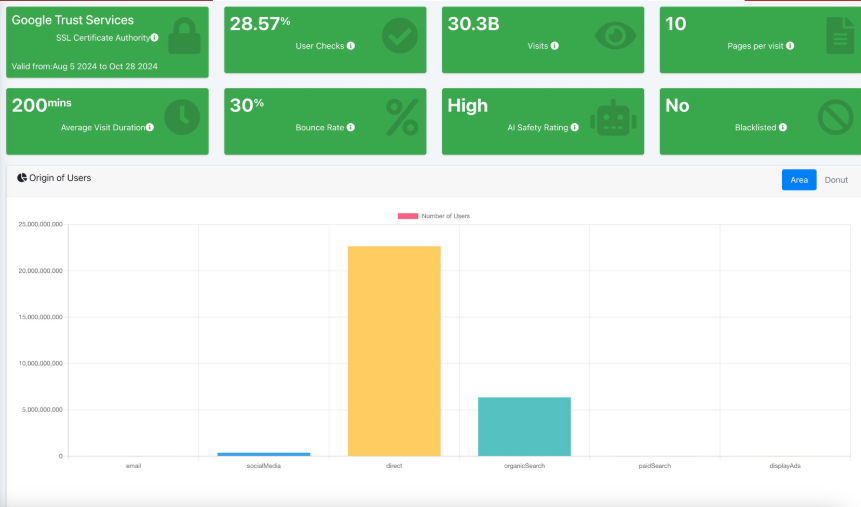 Google Trust Services
SSL Certificate Authority
Valid from:Aug 5 2024 to Oct 28 2024
28.57%
User Checks
30.3B
Visits
10
Pages per visit
200mins
Average Visit Duration
30%
Bounce Rate
High
AI Safety Rating
No
Blacklisted
Origin of Users
Area
Donut
Number of Users
25,000,000,000
20,000,000,000
15,000,000,000
10,000,000,000
5,000,000,000
0
email
socialMedia
direct
organicSearch
paidSearch
displayAds